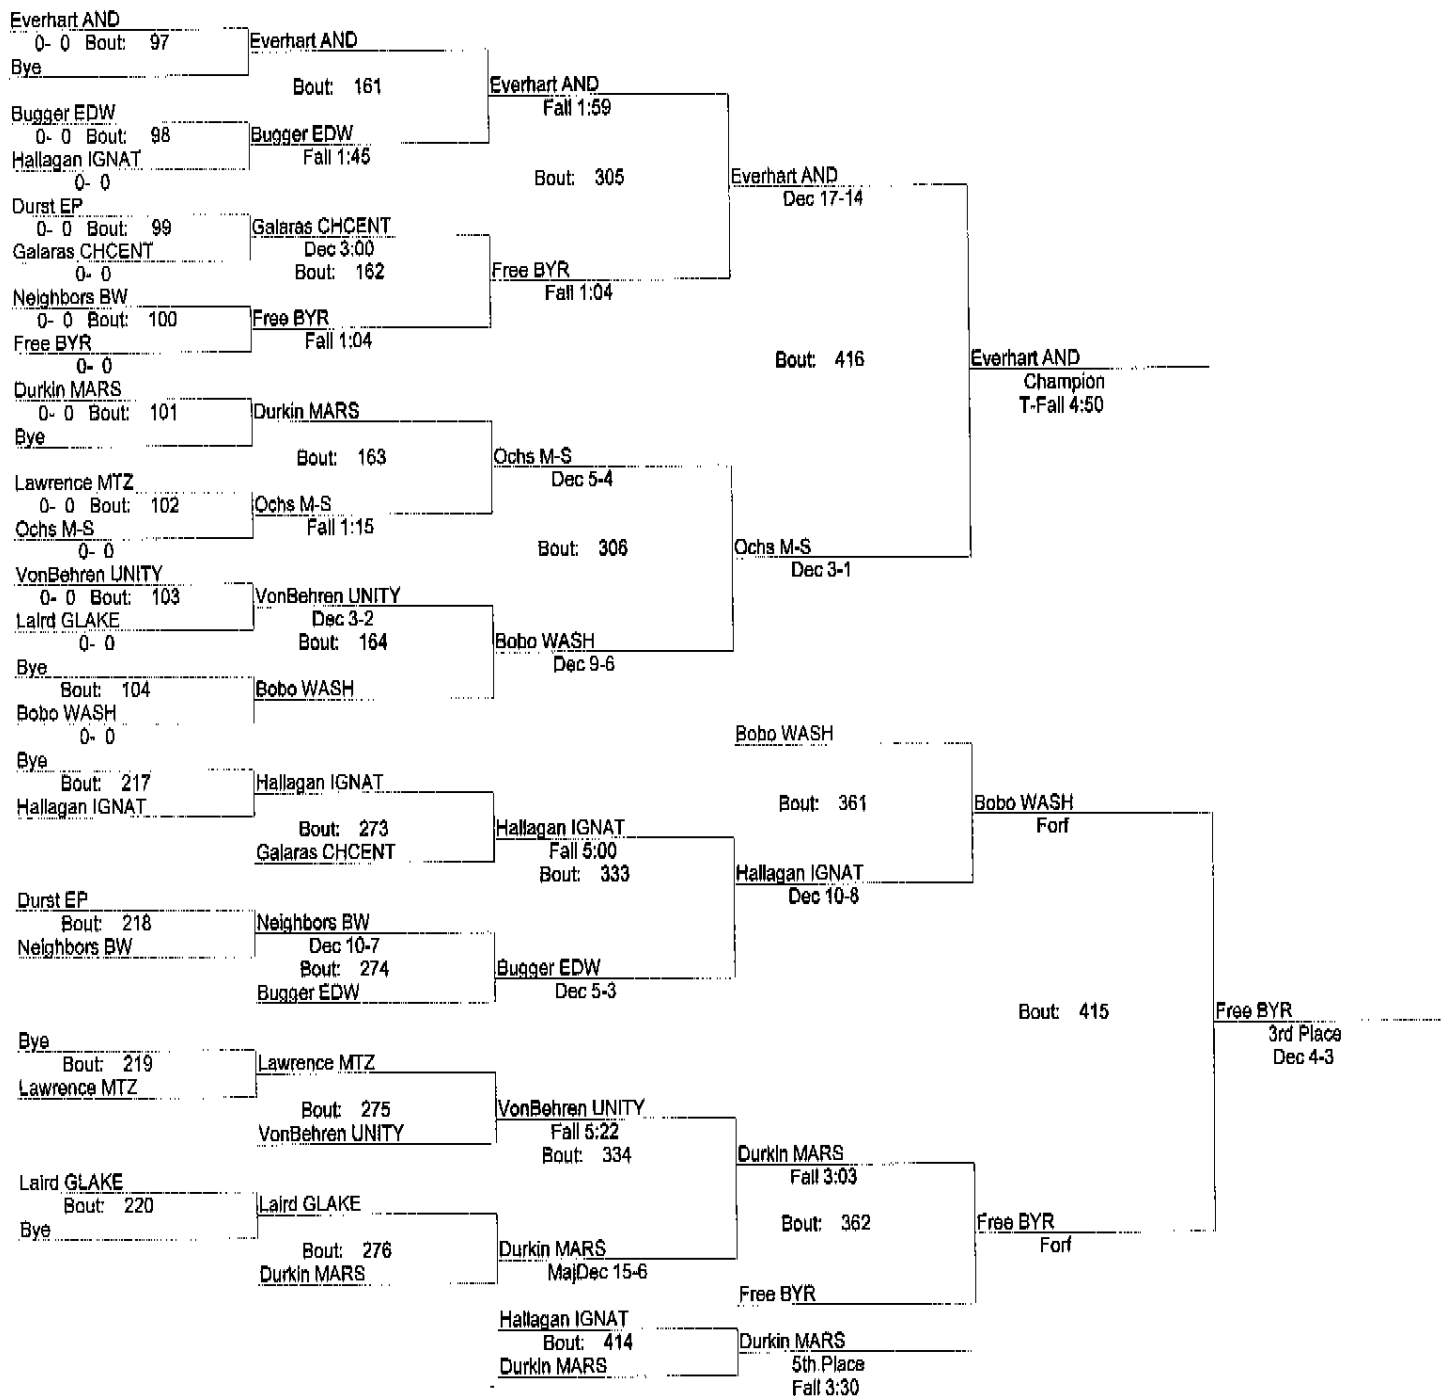 Everhart AND
0- 0 Bout: 97
Everhart AND
Bye
Bout: 161
Everhart AND
Fall 1:59
Bugger EDW
0- 0 Bout: 98
Bugger EDW
Fall 1:45
Hallagan IGNAT
0- 0
Bout: 305
Everhart AND
Dec 17-14
Durst EP
0- 0 Bout: 99
Galaras CHCENT
Dec 3:00
Galaras CHCENT
0- 0
Bout: 162
Free BYR
Fall 1:04
Neighbors BW
0- 0 Bout: 100
Free BYR
Fall 1:04
Free BYR
0- 0
Bout: 416
Everhart AND
Champion
T-Fall 4:50
Durkin MARS
0- 0 Bout: 101
Durkin MARS
Bye
Bout: 163
Ochs M-S
Dec 5-4
Lawrence MTZ
0- 0 Bout: 102
Ochs M-S
Fall 1:15
Ochs M-S
0- 0
Bout: 306
Ochs M-S
Dec 3-1
VonBehren UNITY
0- 0 Bout: 103
VonBehren UNITY
Dec 3-2
Laird GLAKE
0- 0
Bout: 164
Bobo WASH
Dec 9-6
Bye
Bout: 104
Bobo WASH
Bobo WASH
0- 0
Bobo WASH
Bye
Bout: 217
Hallagan IGNAT
Hallagan IGNAT
Bout: 361
Bobo WASH
Forf
Bout: 273
Hallagan IGNAT
Fall 5:00
Galaras CHCENT
Bout: 333
Hallagan IGNAT
Dec 10-8
Durst EP
Bout: 218
Neighbors BW
Dec 10-7
Neighbors BW
Bout: 274
Bugger EDW
Dec 5-3
Bugger EDW
Bout: 415
Free BYR
3rd Place
Dec 4-3
Bye
Bout: 219
Lawrence MTZ
Lawrence MTZ
Bout: 275
VonBehren UNITY
Fall 5:22
VonBehren UNITY
Bout: 334
Durkin MARS
Fall 3:03
Laird GLAKE
Bout: 220
Laird GLAKE
Bye
Bout: 362
Free BYR
Forf
Bout: 276
Durkin MARS
MajDec 15-6
Durkin MARS
Free BYR
Hallagan IGNAT
Bout: 414
Durkin MARS
5th Place
Fall 3:30
Durkin MARS